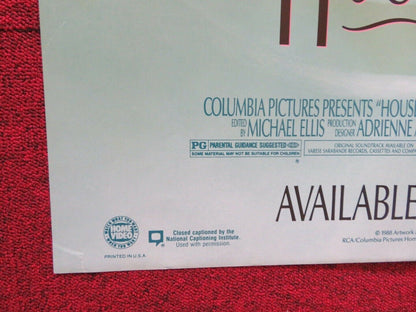 COLUMBIA PICTURES PRESENTS "HOUSE
EDITED BY MICHAEL ELLIS PRODUCTION DESIGNER ADRIENNE
PG PARENTAL GUIDANCE SUGGESTED
SOME MATERIAL MAY NOT BE SUITABLE FOR CHILDREN
ORIGINAL SOUNDTRACK AVAILABLE ON
VARESE SARABANDE RECORDS, CASSETTES AND COMPA
AVAILABLE
HOME VIDEO
Closed captioned by the
National Captioning Institute.
Used with permission.
© 1988 Artwork
RCA/Columbia Pictures Hom
PRINTED IN U.S.A